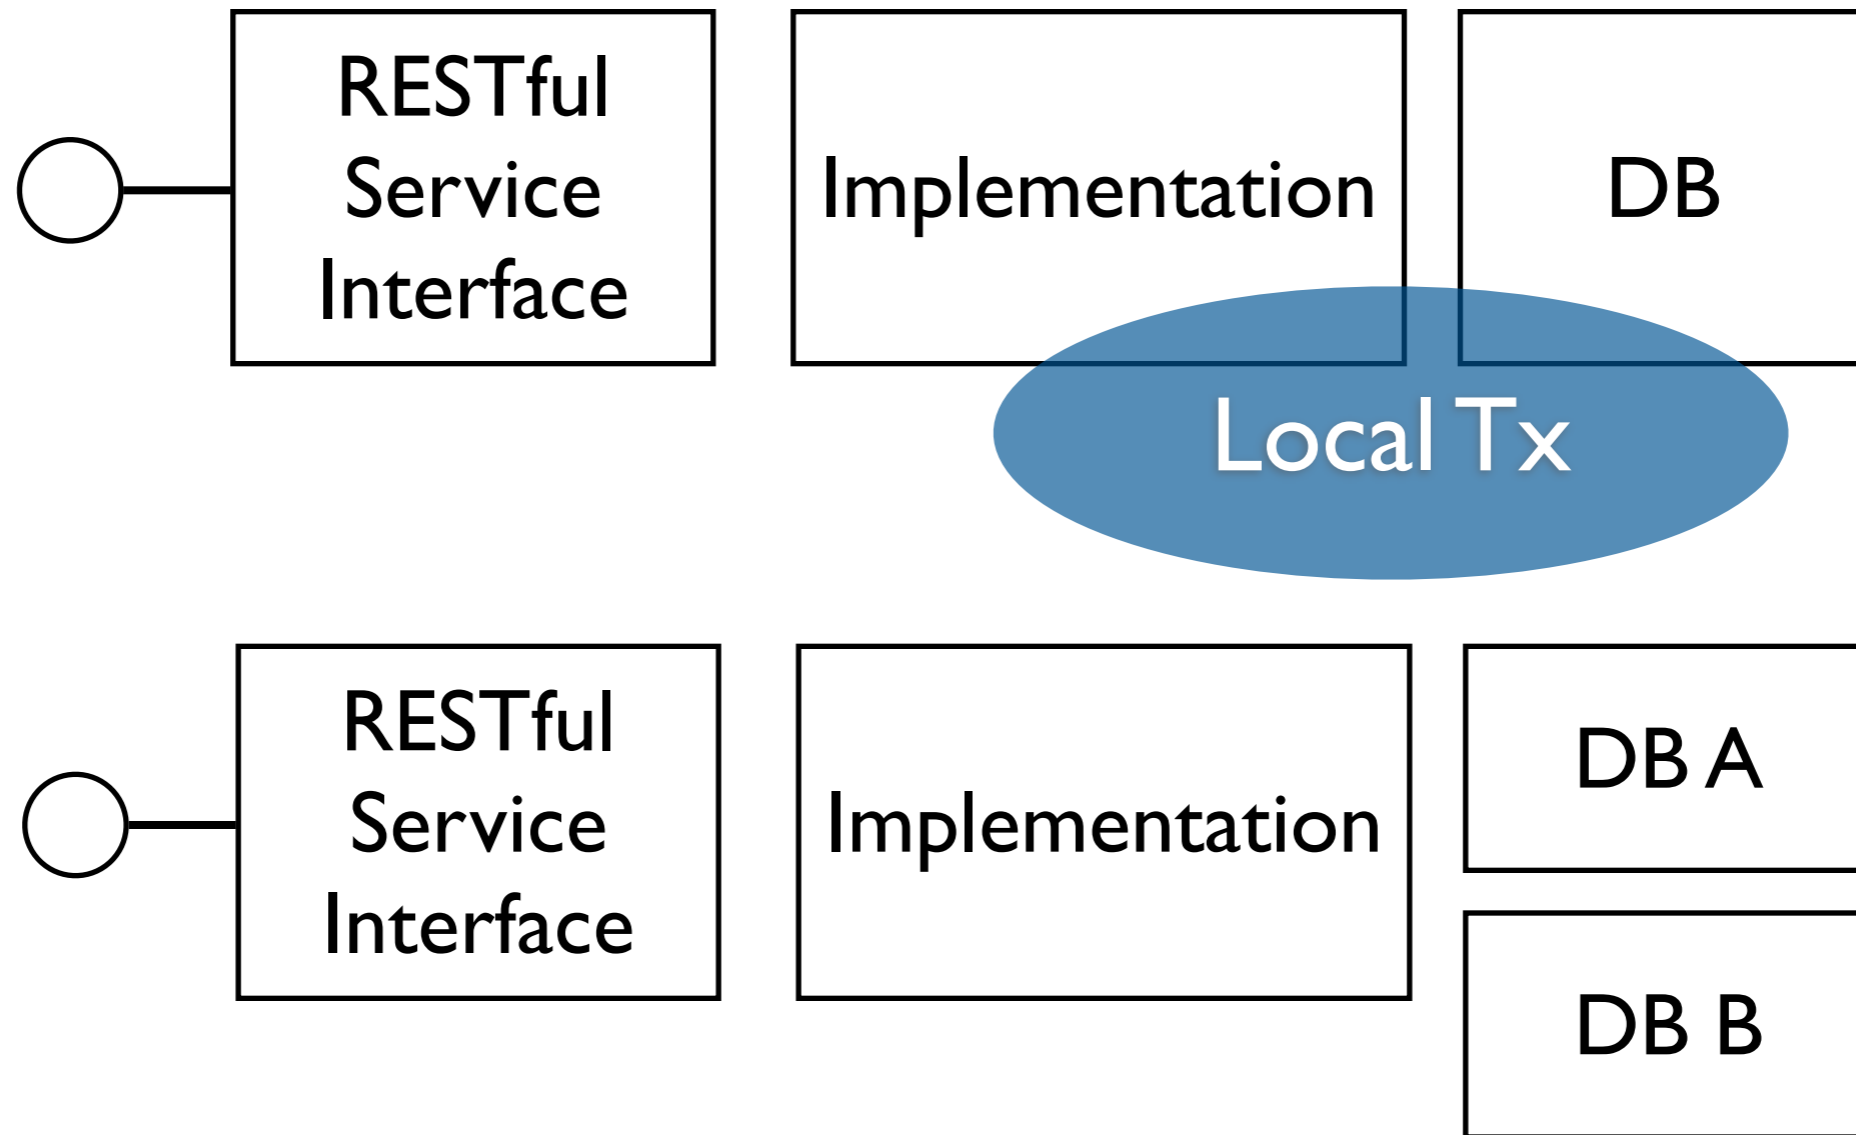 RESTful
Service
Interface
Implementation
DB
Local Tx
RESTful
Service
Interface
Implementation
DB A
DB B